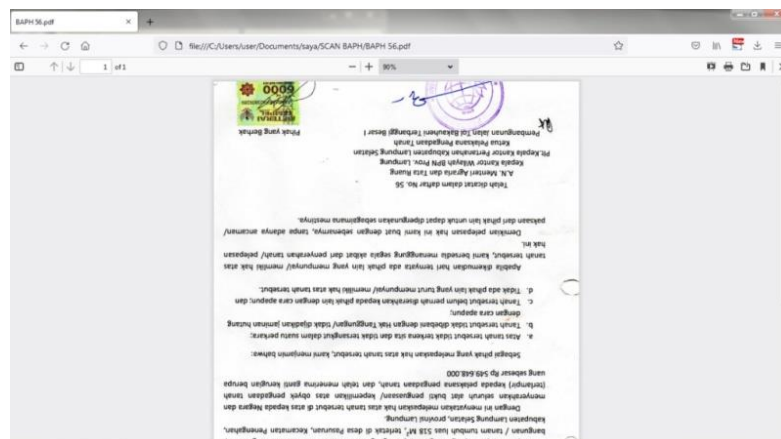 BAPH 56.pdf
file:///C:/Users/user/Documents/saya/SCAN BAPH/BAPH 56.pdf
1 of 1
90%
bangunan / tanam tumbuh luas 518 M², terletak di desa Pasuruan, Kecamatan Penengahan,
kabupaten Lampung Selatan, provinsi Lampung.
Dengan ini menyatakan melepaskan hak atas tanah tersebut di atas kepada Negara dan
menyerahkan seluruh alat bukti penguasaan/ kepemilikan atas obyek pengadaan tanah
(terlampir) kepada pelaksana pengadaan tanah, dan telah menerima ganti kerugian berupa
uang sebesar Rp 549.648.000
Sebagai pihak yang melepaskan hak atas tanah tersebut, kami menjamin bahwa:
a. Atas tanah tersebut tidak terkena sita dan tidak tersangkut dalam suatu perkara;
b. Tanah tersebut tidak dibebani dengan Hak Tanggungan/ tidak dijadikan jaminan hutang
dengan cara apapun;
c. Tanah tersebut belum pernah diserahkan kepada pihak lain dengan cara apapun; dan
d. Tidak ada pihak lain yang turut mempunyai/ memiliki hak atas tanah tersebut.
Apabila dikemudian hari ternyata ada pihak lain yang mempunyai/ memiliki hak atas
tanah tersebut, kami bersedia menanggung segala akibat dari penyerahan tanah/ pelepasan
hak ini.
Demikian pelepasan hak ini kami buat dengan sebenarnya, tanpa adanya ancaman/
paksaan dari pihak lain untuk dapat dipergunakan sebagaimana mestinya.
Telah dicatat dalam daftar No. 56
A.N. Menteri Agraria dan Tata Ruang
Kepala Kantor Wilayah BPN Prov. Lampung
Plt.Kepala Kantor Pertanahan Kabupaten Lampung Selatan
Ketua Pelaksana Pengadaan Tanah
Pembangunan Jalan Tol Bakauheni Terbanggi Besar I
Pihak yang Berhak
METERAI
TEMPEL
6000